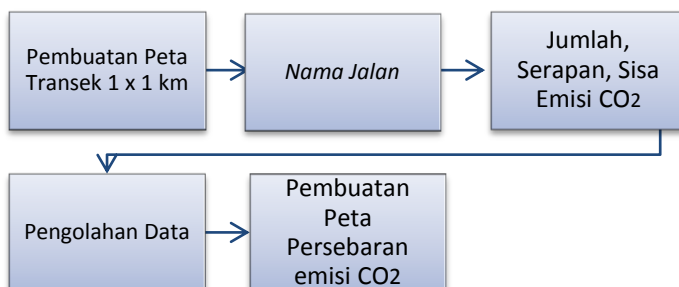 Pembuatan Peta
Transek 1 x 1 km
Nama Jalan
Jumlah,
Serapan, Sisa
Emisi CO2
Pengolahan Data
Pembuatan
Peta
Persebaran
emisi CO2